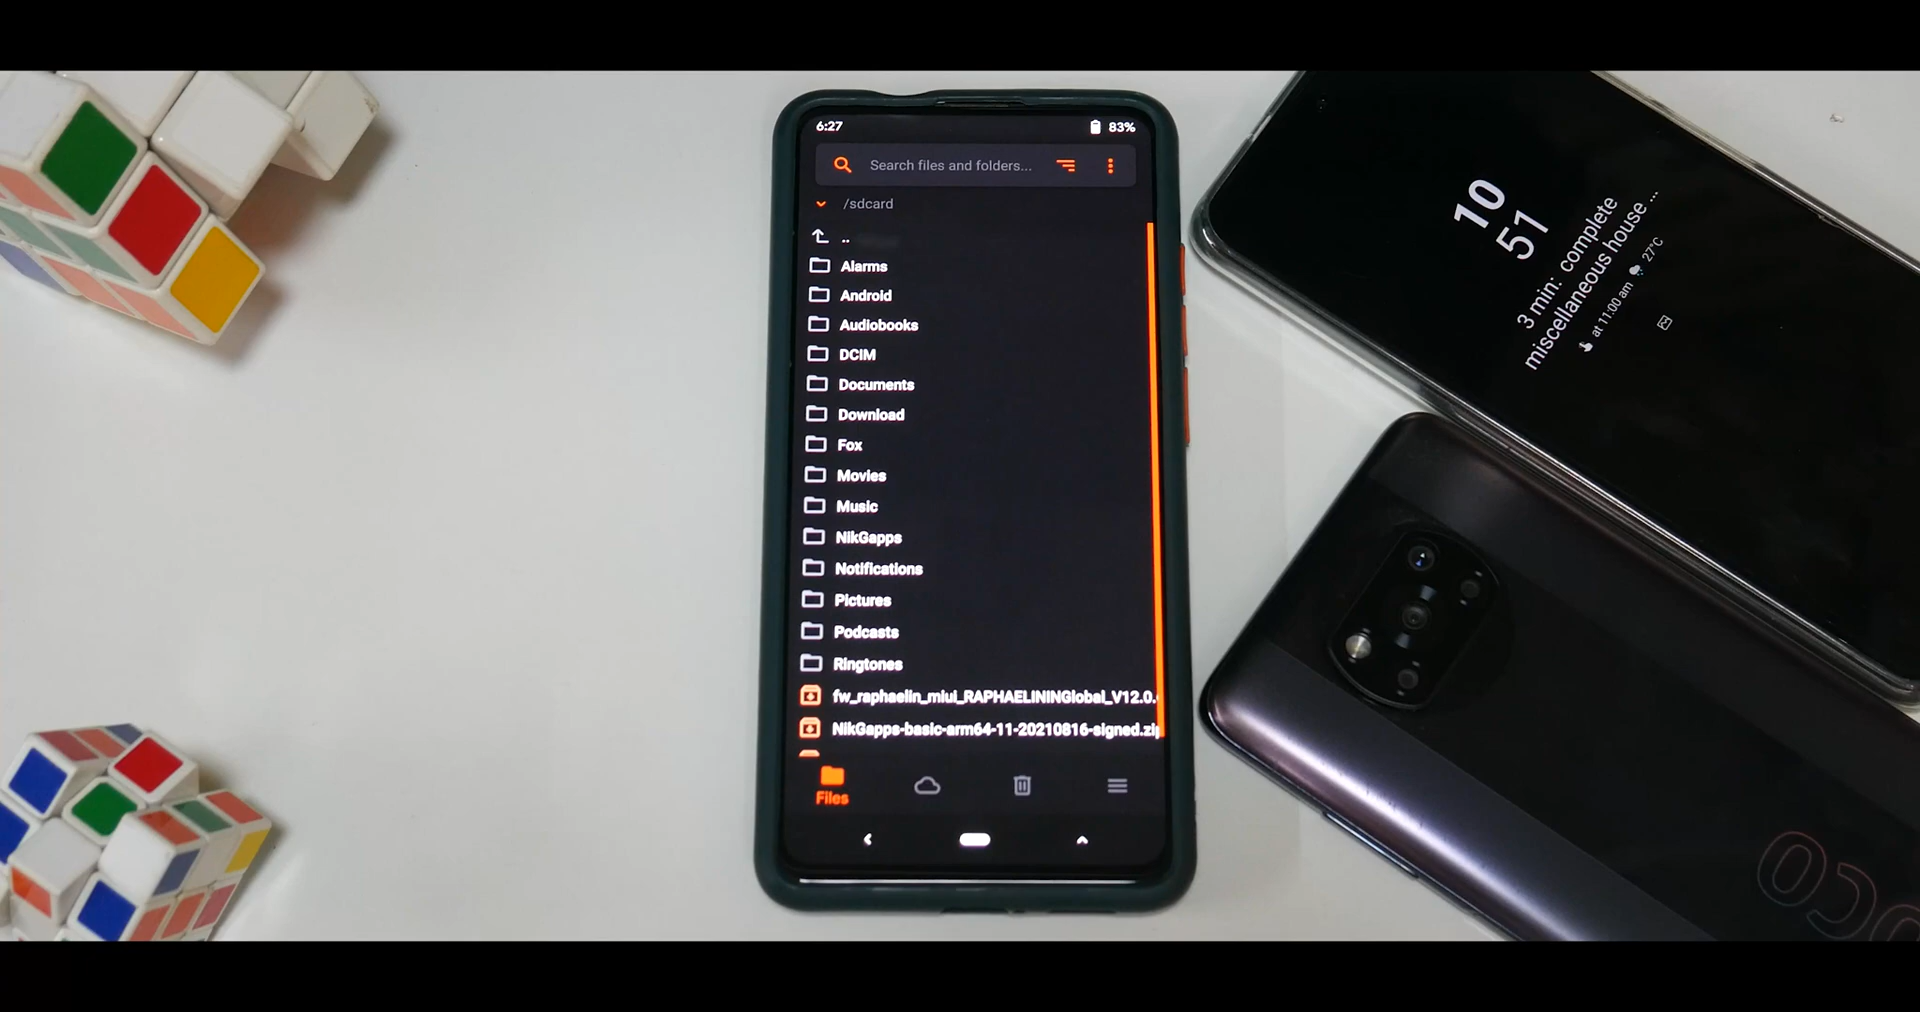 6:27
83%
Search files and folders...
/sdcard
..
Alarms
Android
Audiobooks
DCIM
Documents
Download
Fox
Movies
Music
NikGapps
Notifications
Pictures
Podcasts
Ringtones
fw_raphaelin_miui_RAPHAELININGlobal_V12.0.
NikGapps-basic-arm64-11-20210816-signed.zip
Files
10
51
3 min: complete
miscellaneous house ...
at 11:00 am 27°C